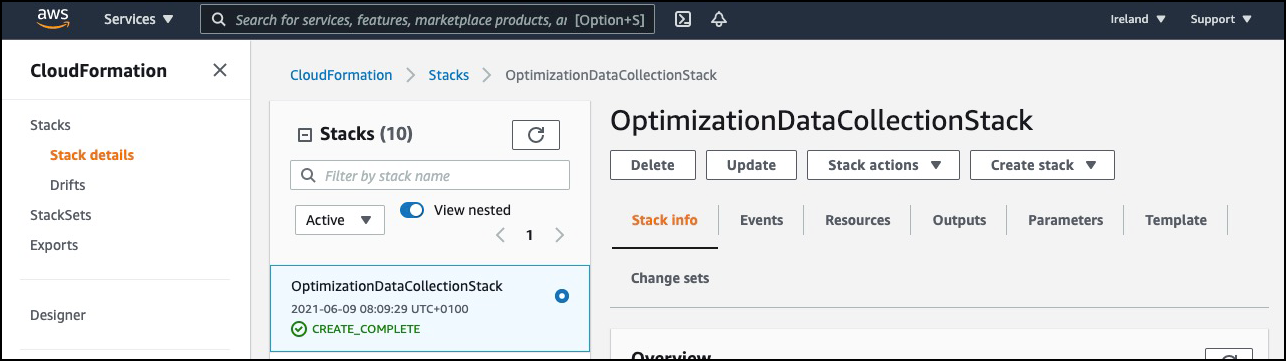 aws
Services
Search for services, features, marketplace products, ar [Option+S]
Ireland
Support
CloudFormation
Stacks
Stack details
Drifts
StackSets
Exports
Designer
CloudFormation
Stacks
OptimizationDataCollectionStack
Stacks (10)
Filter by stack name
Active
View nested
1
OptimizationDataCollectionStack
2021-06-09 08:09:29 UTC+0100
CREATE_COMPLETE
OptimizationDataCollectionStack
Delete
Update
Stack actions
Create stack
Stack info
Events
Resources
Outputs
Parameters
Template
Change sets
Overview